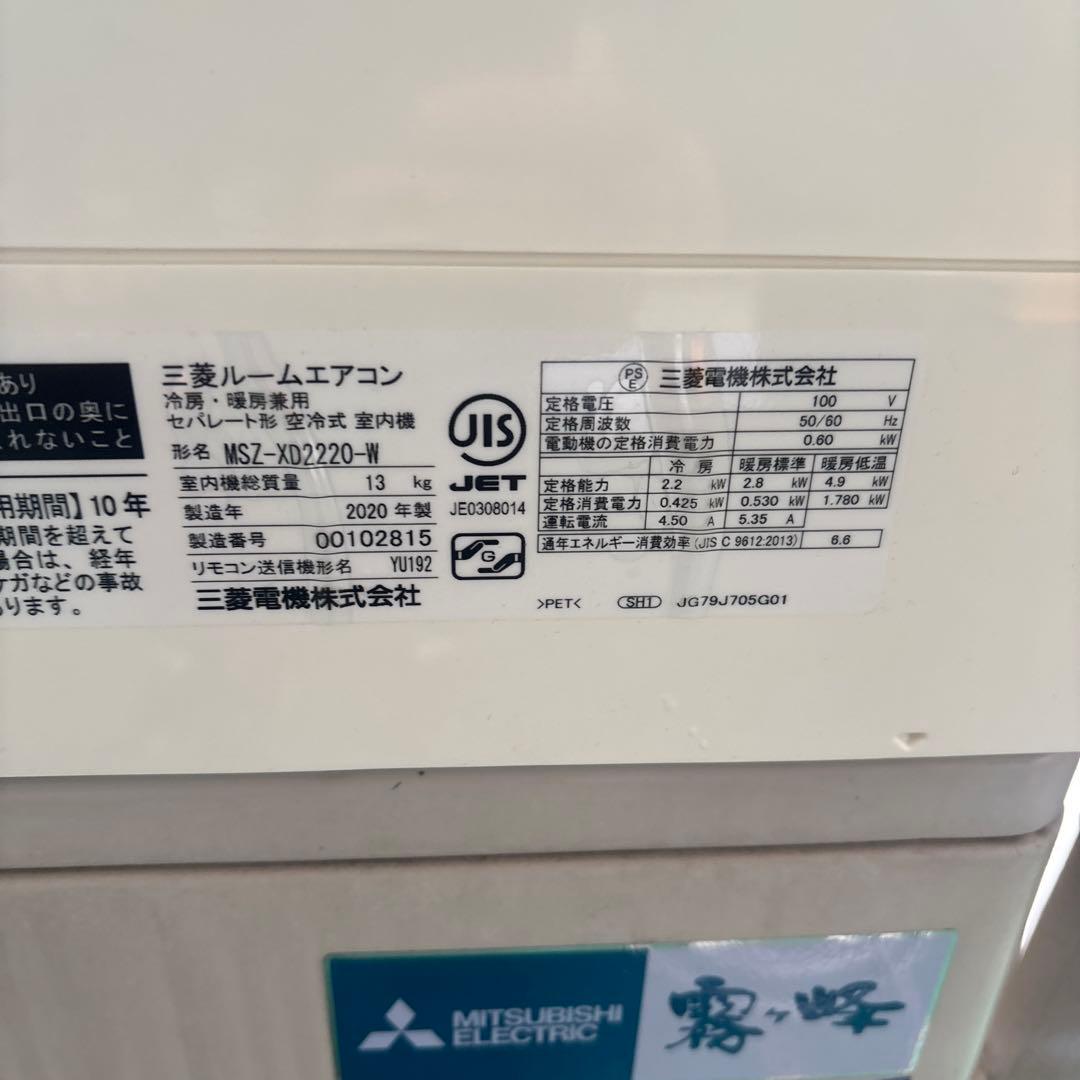 あり
出口の奥に
れないこと
用期間】10年
期間を超えて
場合は、経年
ケガなどの事故
あります。
三菱ルームエアコン
冷房・暖房兼用
セパレート形 空冷式 室内機
形名 MSZ-XD2220-W
室内機総質量 13 kg
製造年 2020 年製
製造番号 00102815
リモコン送信機形名 YU192
三菱電機株式会社
JIS
JET
JE0308014
G
PSE 三菱電機株式会社
定格電圧 100 V
定格周波数 50/60 Hz
電動機の定格消費電力 0.60 kW
冷房 暖房標準 暖房低温
定格能力 2.2 kW 2.8 kW 4.9 kW
定格消費電力 0.425 kW 0.530 kW 1.780 kW
運転電流 4.50 A 5.35 A
通年エネルギー消費効率 (JIS C 9612:2013) 6.6
>PET< SH1 JG79J705G01
MITSUBISHI
ELECTRIC
霧ヶ峰